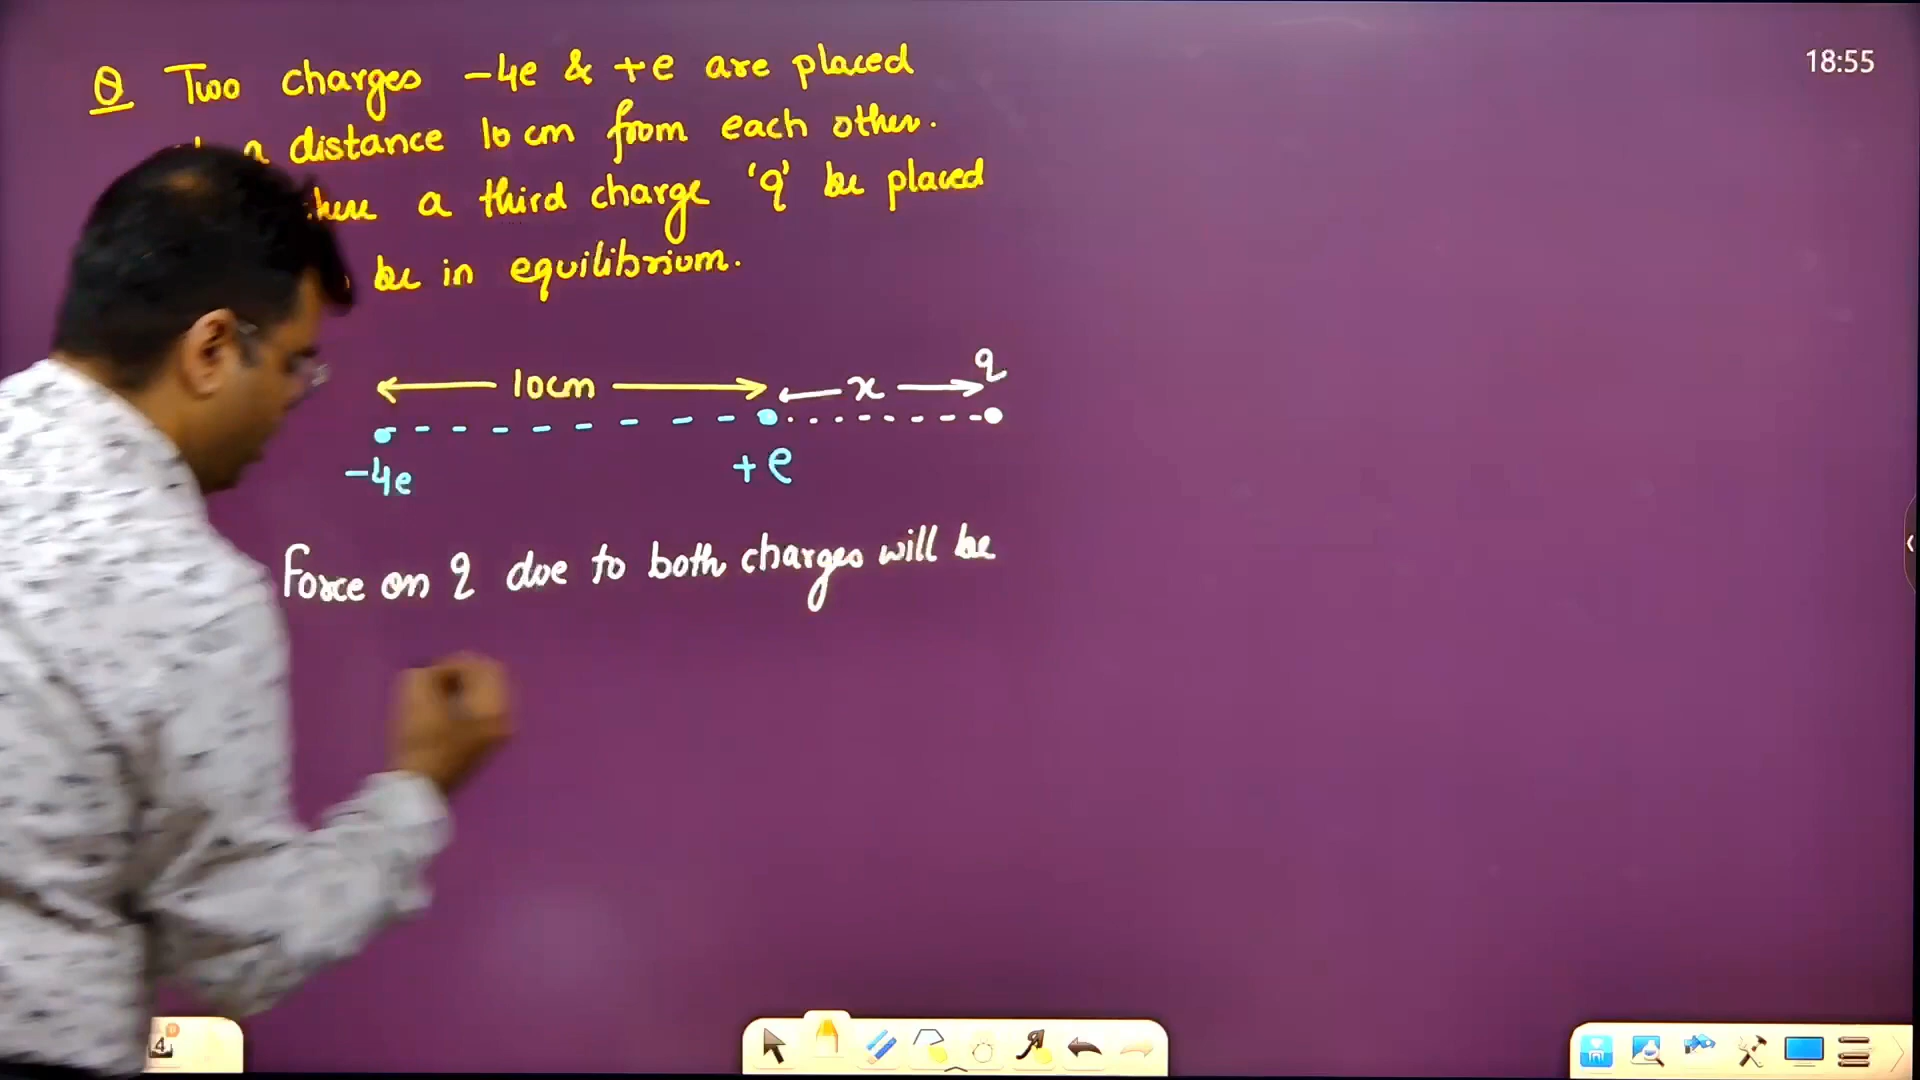 Q Two charges -4e & +e are placed
a distance 10 cm from each other.
a third charge 'q' be placed
be in equilibrium.
10cm x q
-4e +e
Force on q due to both charges will be
18:55
4